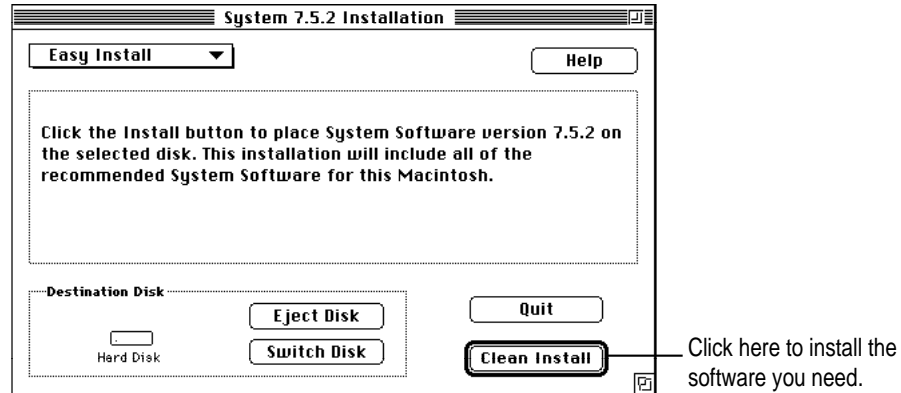 System 7.5.2 Installation
Easy Install
Help
Click the Install button to place System Software version 7.5.2 on
the selected disk. This installation will include all of the
recommended System Software for this Macintosh.
Destination Disk
Eject Disk
Quit
Hard Disk
Switch Disk
Clean Install
Click here to install the
software you need.